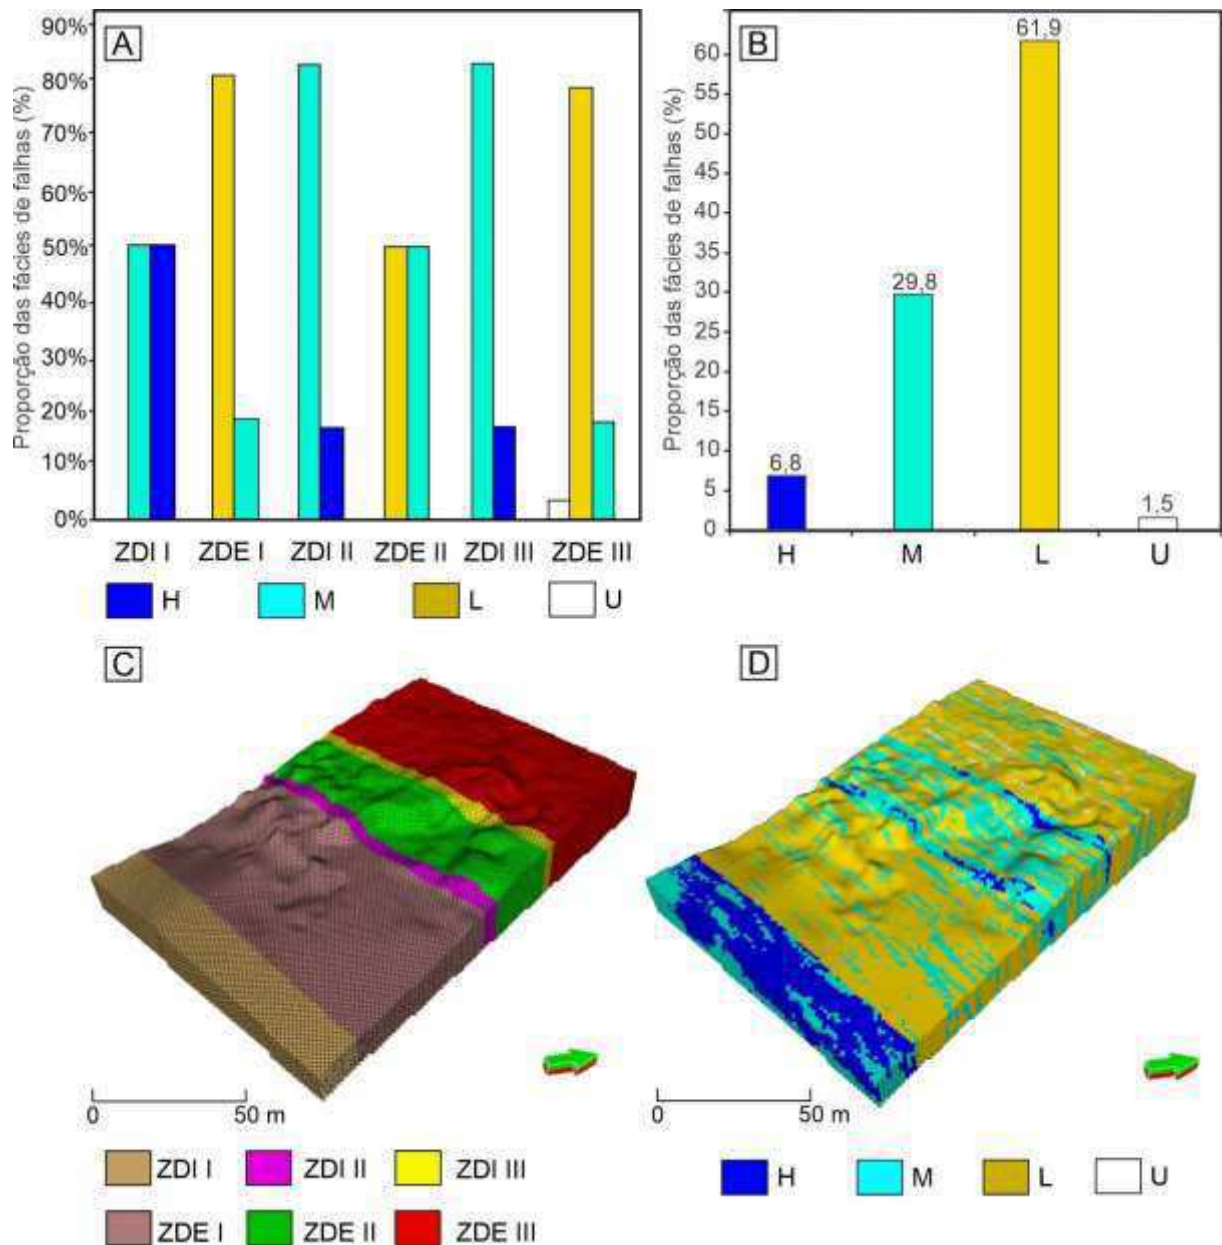 A
Proporção das fácies de falhas (%)
90%
80%
70%
60%
50%
40%
30%
20%
10%
0%
ZDI I ZDE I ZDI II ZDE II ZDI III ZDE III
H M L U
B
Proporção das fácies de falhas (%)
60
55
50
45
40
35
30
25
20
15
10
5
0
6,8
29,8
61,9
1,5
H M L U
C
0 50 m
ZDI I ZDI II ZDI III
ZDE I ZDE II ZDE III
D
0 50 m
H M L U